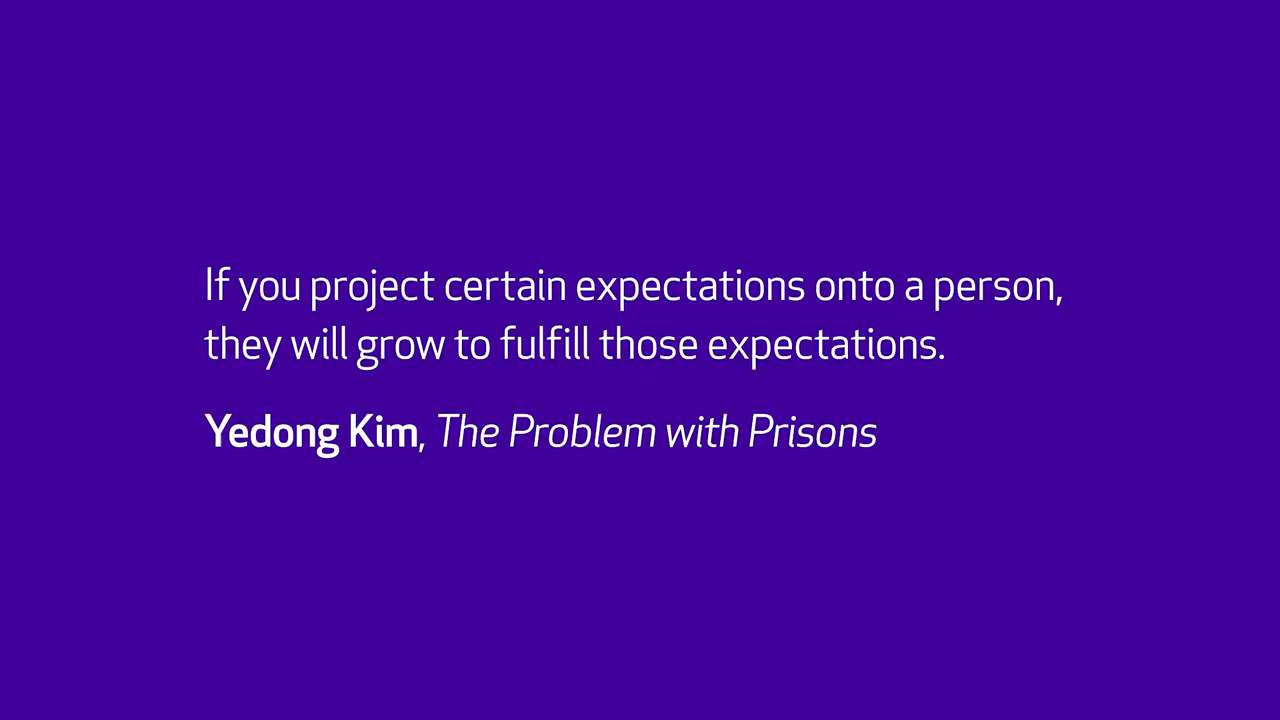 If you project certain expectations onto a person,
they will grow to fulfill those expectations.
Yedong Kim, The Problem with Prisons